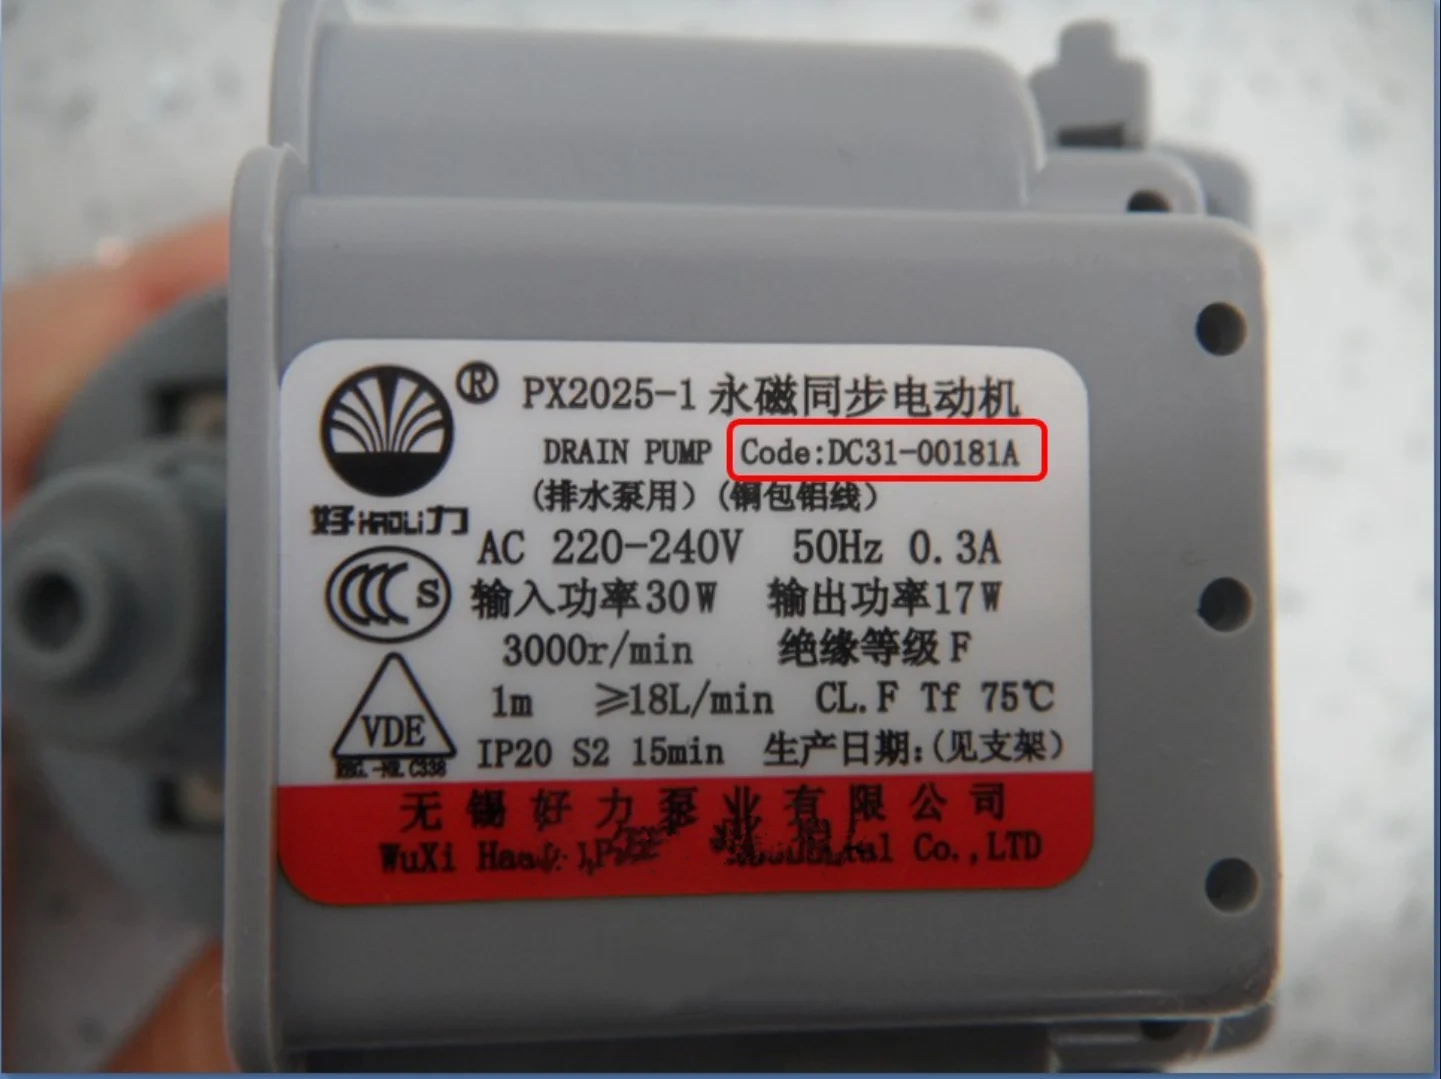 ® PX2025-1 永磁同步电动机
DRAIN PUMP Code:DC31-00181A
(排水泵用) (铜包铝线)
好HAOLi力
AC 220-240V 50Hz 0.3A
S 输入功率30W 输出功率17W
3000r/min 绝缘等级F
1m ≥18L/min CL.F Tf 75℃
VDE
IP20 S2 15min 生产日期:(见支架)
REG.-NR.C338
无锡好力泵业有限公司
WuXi Co.,LTD